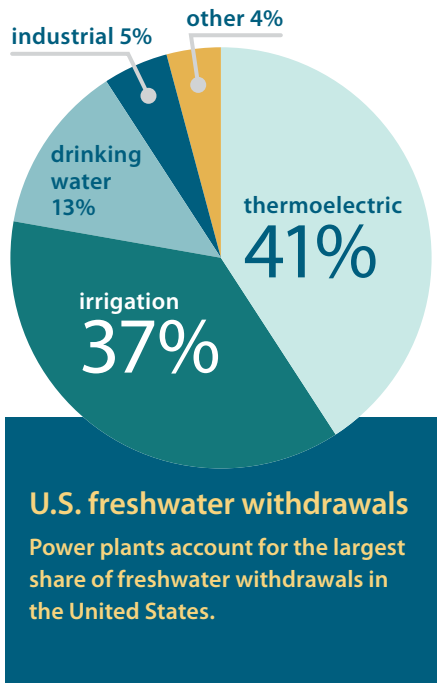 other 4%
industrial 5%
drinking
water
13%
thermoelectric
41%
irrigation
37%
U.S. freshwater withdrawals
Power plants account for the largest
share of freshwater withdrawals in
the United States.